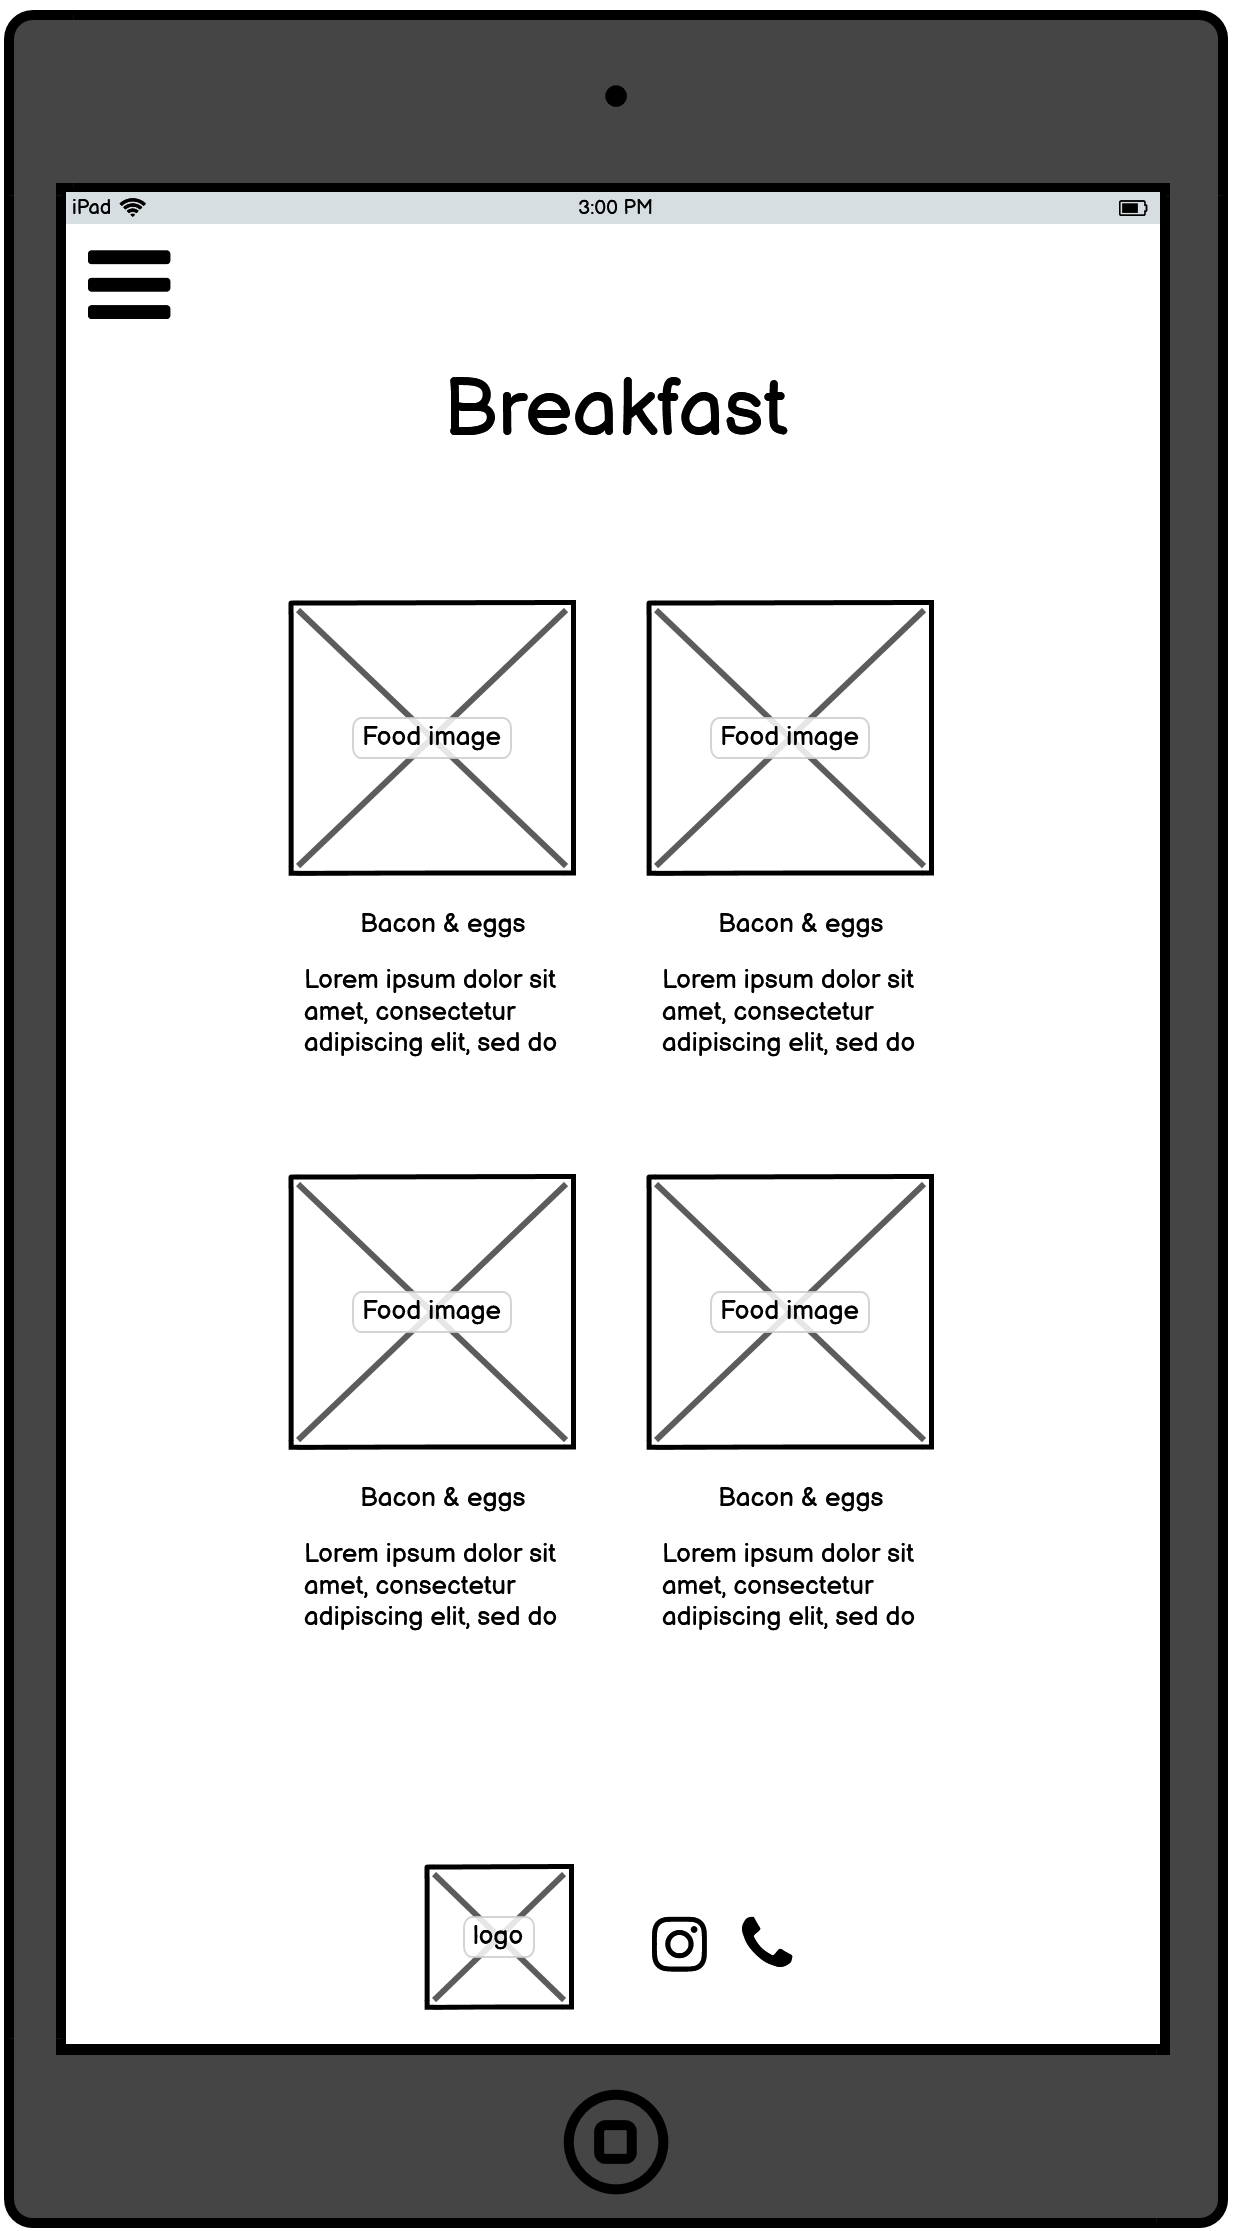 iPad 3:00 PM
Breakfast
Food image Food image
Bacon & eggs Bacon & eggs
Lorem ipsum dolor sit Lorem ipsum dolor sit
amet, consectetur amet, consectetur
adipiscing elit, sed do adipiscing elit, sed do
Food image Food image
Bacon & eggs Bacon & eggs
Lorem ipsum dolor sit Lorem ipsum dolor sit
amet, consectetur amet, consectetur
adipiscing elit, sed do adipiscing elit, sed do
logo